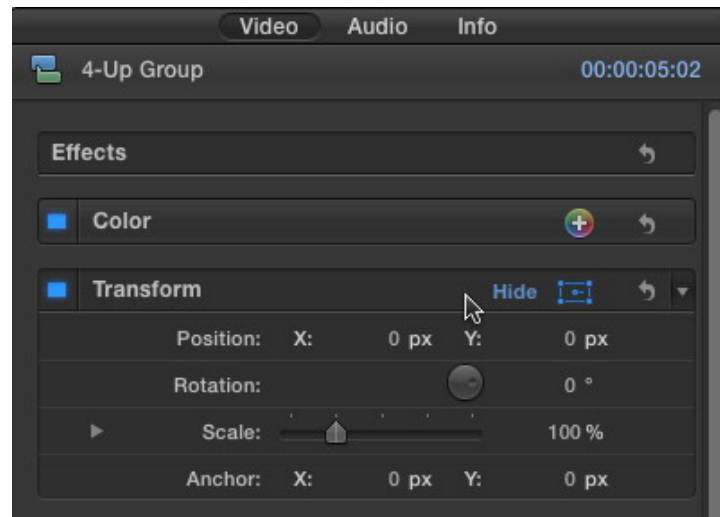 Video Audio Info
4-Up Group 00:00:05:02
Effects
Color
Transform Hide
Position: X: 0 px Y: 0 px
Rotation: 0 °
Scale: 100 %
Anchor: X: 0 px Y: 0 px